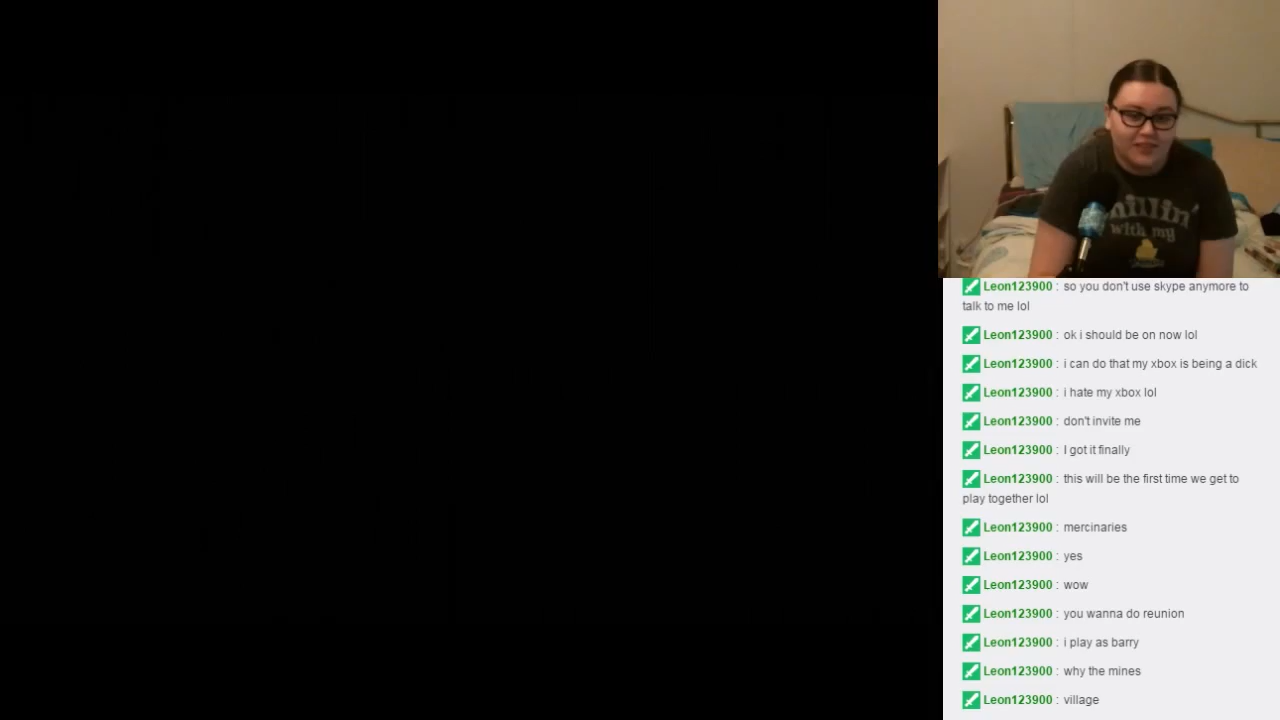 hillin'
with my
Leon123900 : so you don't use skype anymore to
talk to me lol
Leon123900 : ok i should be on now lol
Leon123900 : i can do that my xbox is being a dick
Leon123900 : i hate my xbox lol
Leon123900 : don't invite me
Leon123900 : I got it finally
Leon123900 : this will be the first time we get to
play together lol
Leon123900 : mercinaries
Leon123900 : yes
Leon123900 : wow
Leon123900 : you wanna do reunion
Leon123900 : i play as barry
Leon123900 : why the mines
Leon123900 : village